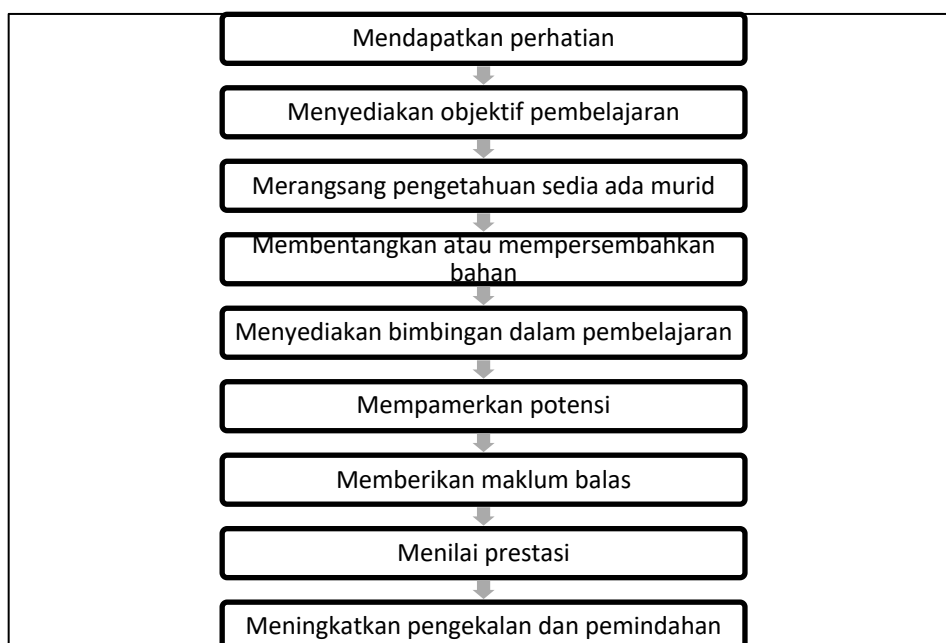 Mendapatkan perhatian
Menyediakan objektif pembelajaran
Merangsang pengetahuan sedia ada murid
Membentangkan atau mempersembahkan
bahan
Menyediakan bimbingan dalam pembelajaran
Mempamerkan potensi
Memberikan maklum balas
Menilai prestasi
Meningkatkan pengekalan dan pemindahan